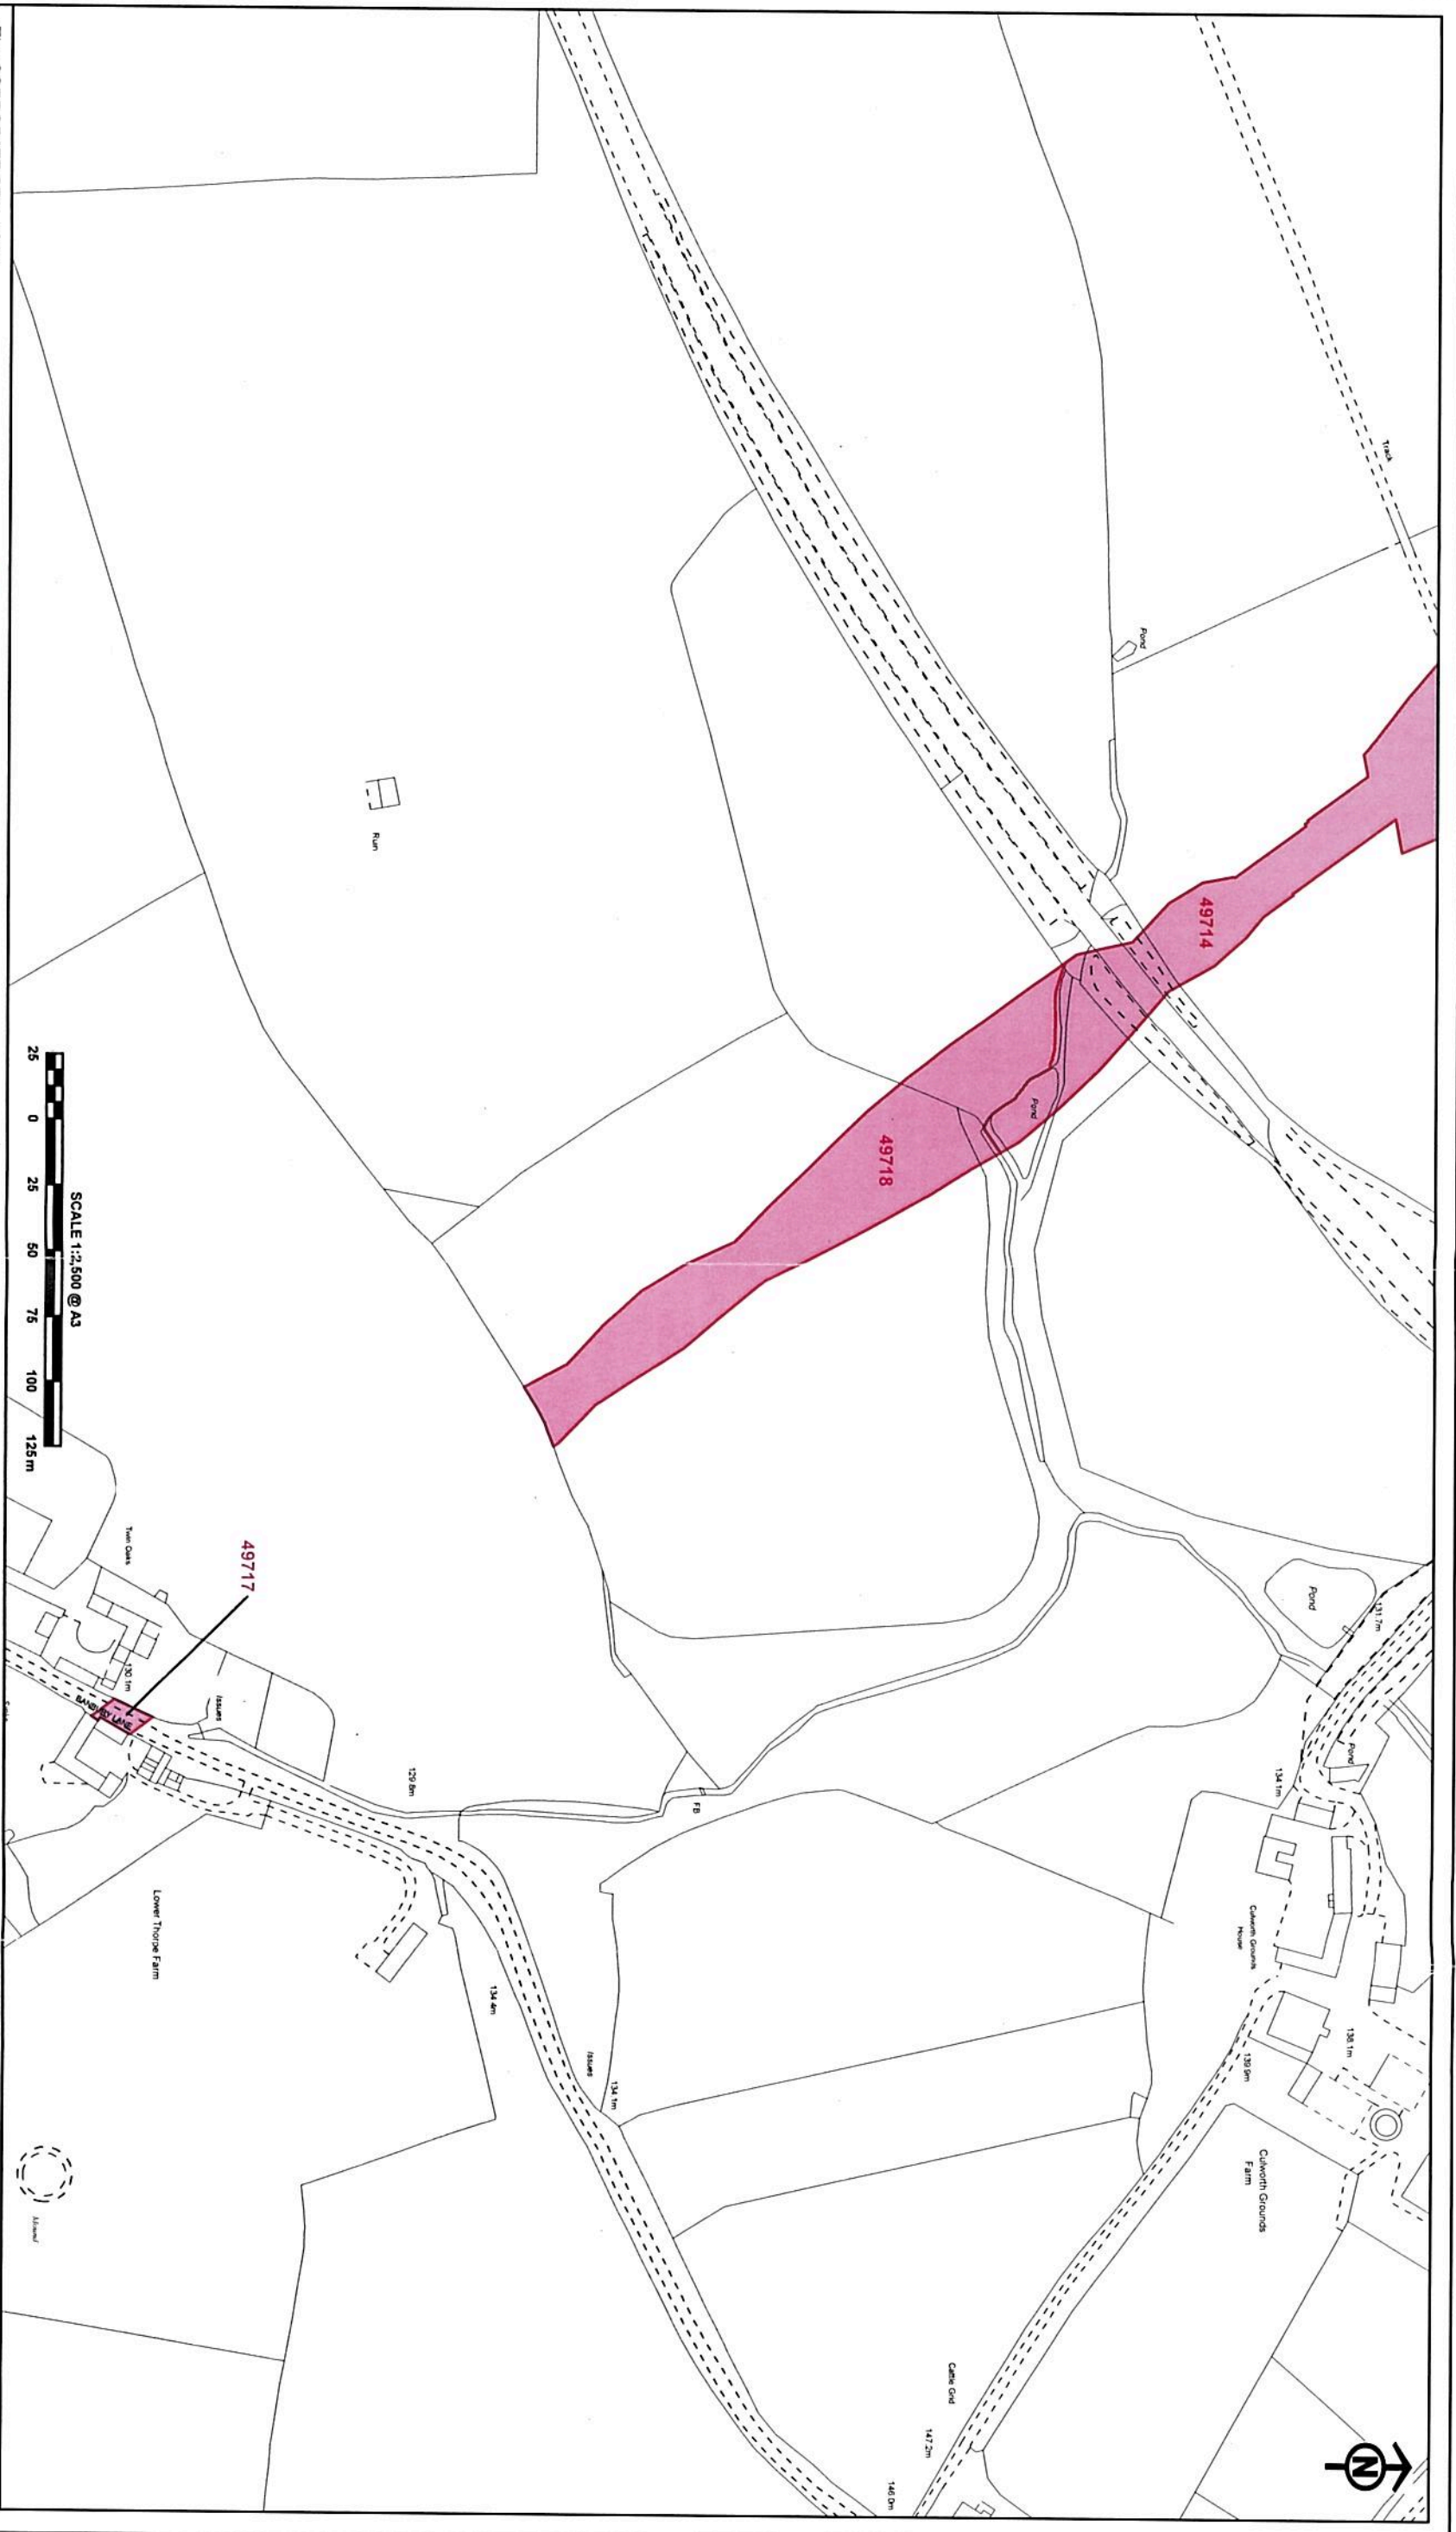 Track
Pond
49714
Pond
49718
Ruin
SCALE 1:2,500 @ A3
25 0 25 50 75 100 125 m
Pond
131.7m
Pond
134.1m
Culworth Grounds
House
138.1m
139.9m
Culworth Grounds
Farm
Cattle Grid
147.2m
146.0m
FB
129.8m
134.4m
Issues
134.1m
49717
Twin Oaks
130.1m
Issues
BANBURY LANE
Lower Thorpe Farm
Mound
N